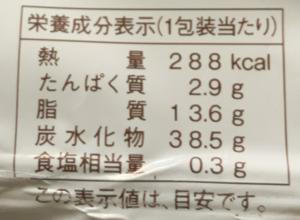 栄養成分表示(1包装当たり)
熱量 288 kcal
たんぱく質 2.9 g
脂質 13.6 g
炭水化物 38.5 g
食塩相当量 0.3 g
この表示値は、目安です。